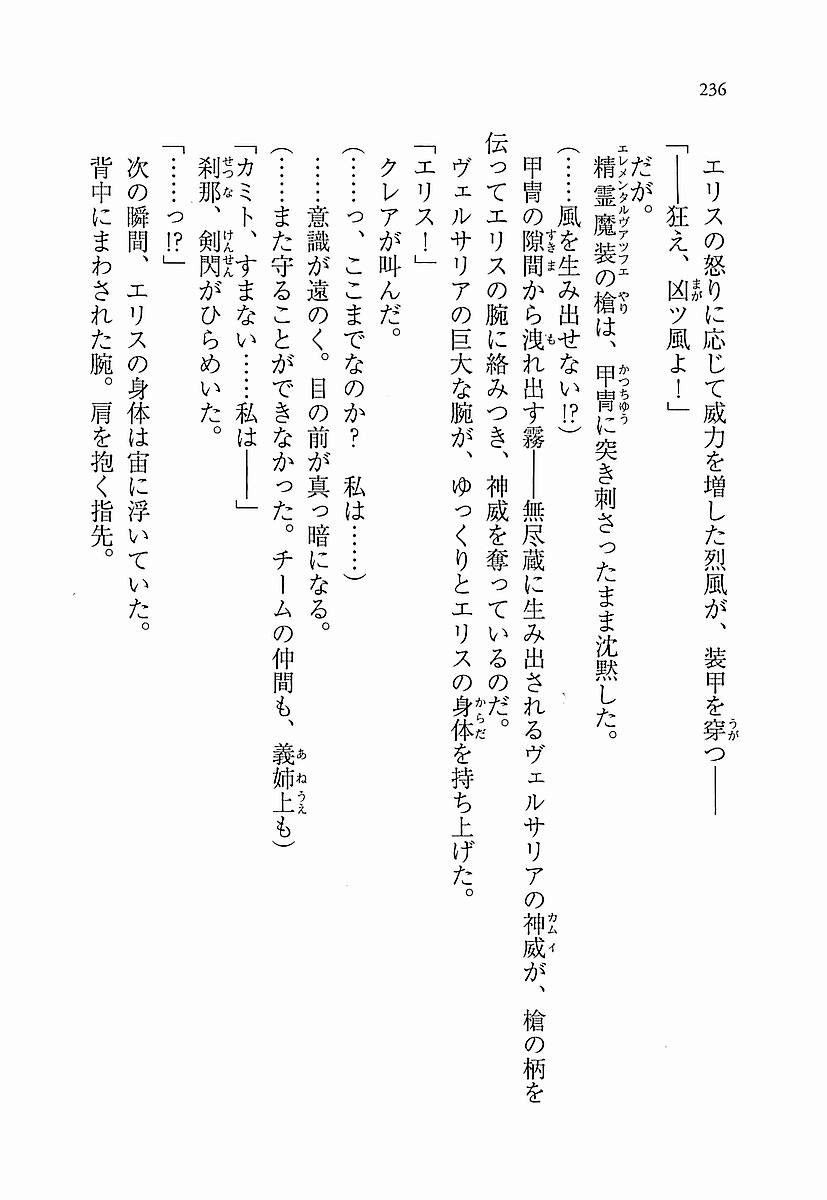 236
エリスの怒りに応じて威力を増した烈風が、装甲を穿つ――
「――狂え、凶ツ風よ！」
だが。
精霊魔装の槍は、甲冑に突き刺さったまま沈黙した。
（……風を生み出せない!?）
甲冑の隙間から洩れ出す霧――無尽蔵に生み出されるヴェルサリアの神威が、槍の柄を
伝ってエリスの腕に絡みつき、神威を奪っているのだ。
ヴェルサリアの巨大な腕が、ゆっくりとエリスの身体を持ち上げた。
「エリス！」
クレアが叫んだ。
（……っ、ここまでなのか？　私は……）
……意識が遠のく。目の前が真っ暗になる。
（……また守ることができなかった。チームの仲間も、義姉上も）
「カミト、すまない……私は――」
刹那、剣閃がひらめいた。
「……っ!?」
次の瞬間、エリスの身体は宙に浮いていた。
背中にまわされた腕。肩を抱く指先。